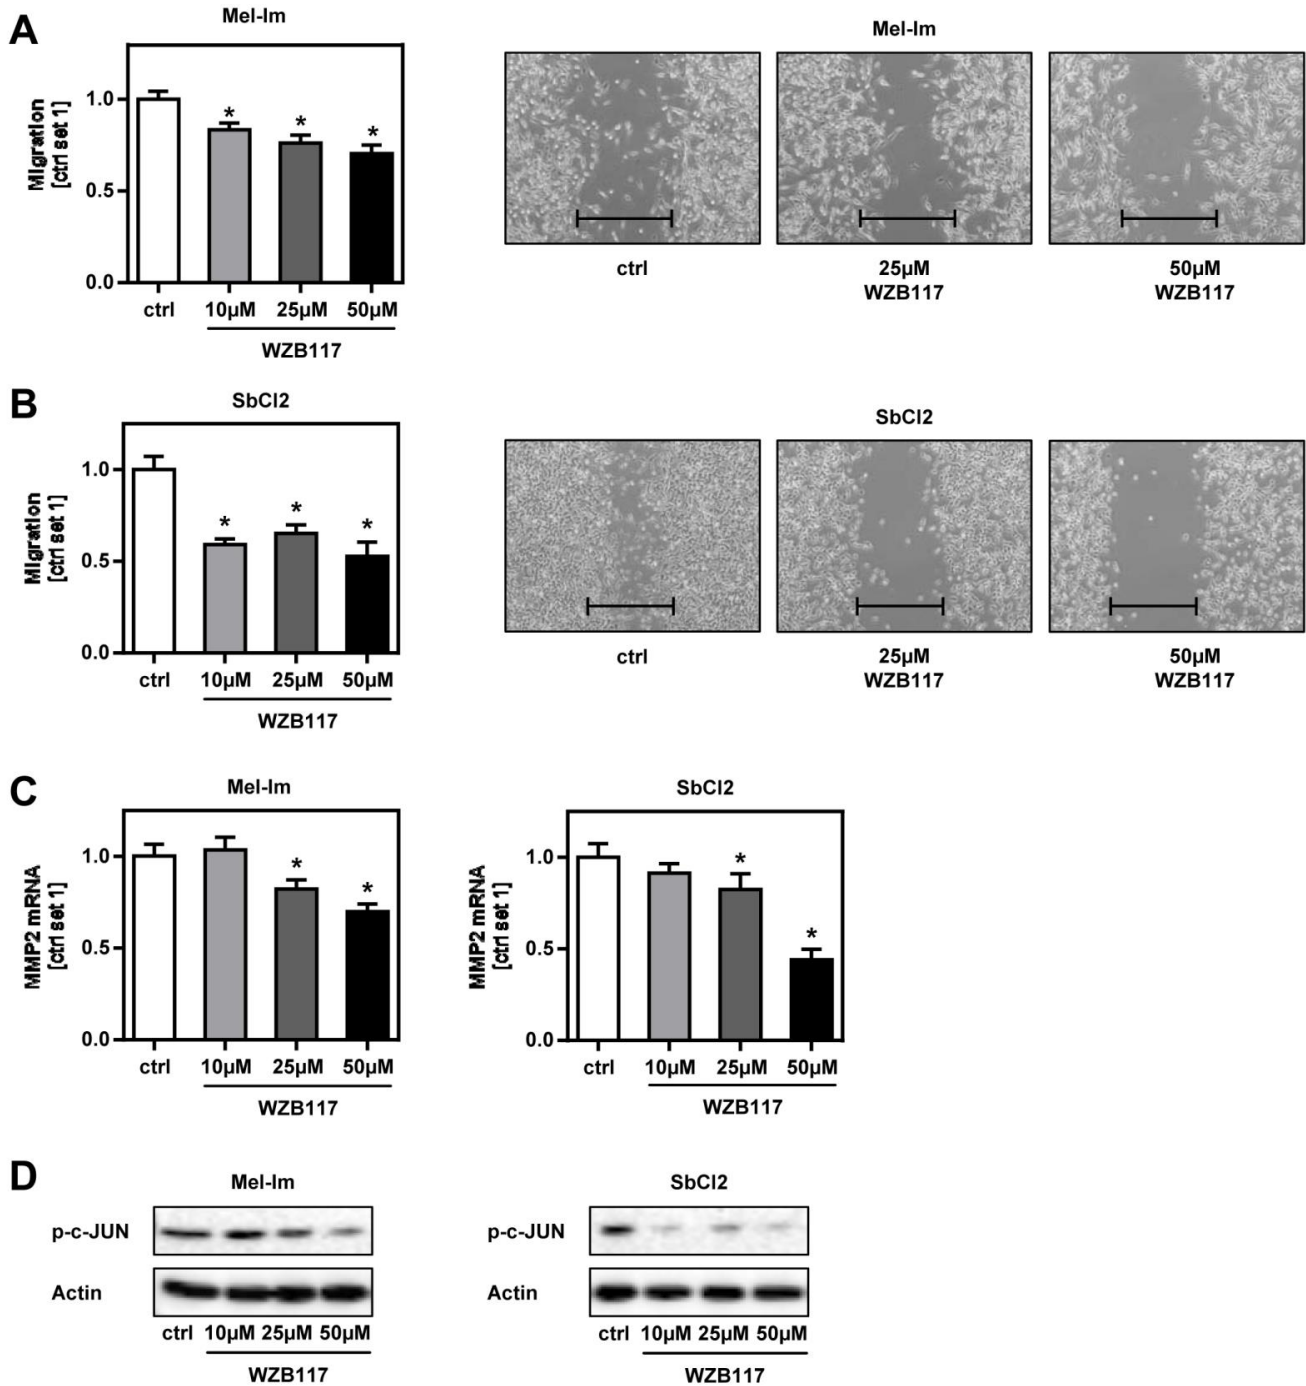 A
Mel-Im
Migration
[ctrl set 1]
1.0
0.5
0.0
*
*
*
ctrl
10µM
25µM
50µM
WZB117
Mel-Im
ctrl
25µM
WZB117
50µM
WZB117
B
SbCl2
Migration
[ctrl set 1]
1.0
0.5
0.0
*
*
*
ctrl
10µM
25µM
50µM
WZB117
SbCl2
ctrl
25µM
WZB117
50µM
WZB117
C
Mel-Im
MMP2 mRNA
[ctrl set 1]
1.0
0.5
0.0
*
*
ctrl
10µM
25µM
50µM
WZB117
SbCl2
MMP2 mRNA
[ctrl set 1]
1.0
0.5
0.0
*
*
ctrl
10µM
25µM
50µM
WZB117
D
Mel-Im
p-c-JUN
Actin
ctrl 10µM 25µM 50µM
WZB117
SbCl2
p-c-JUN
Actin
ctrl 10µM 25µM 50µM
WZB117